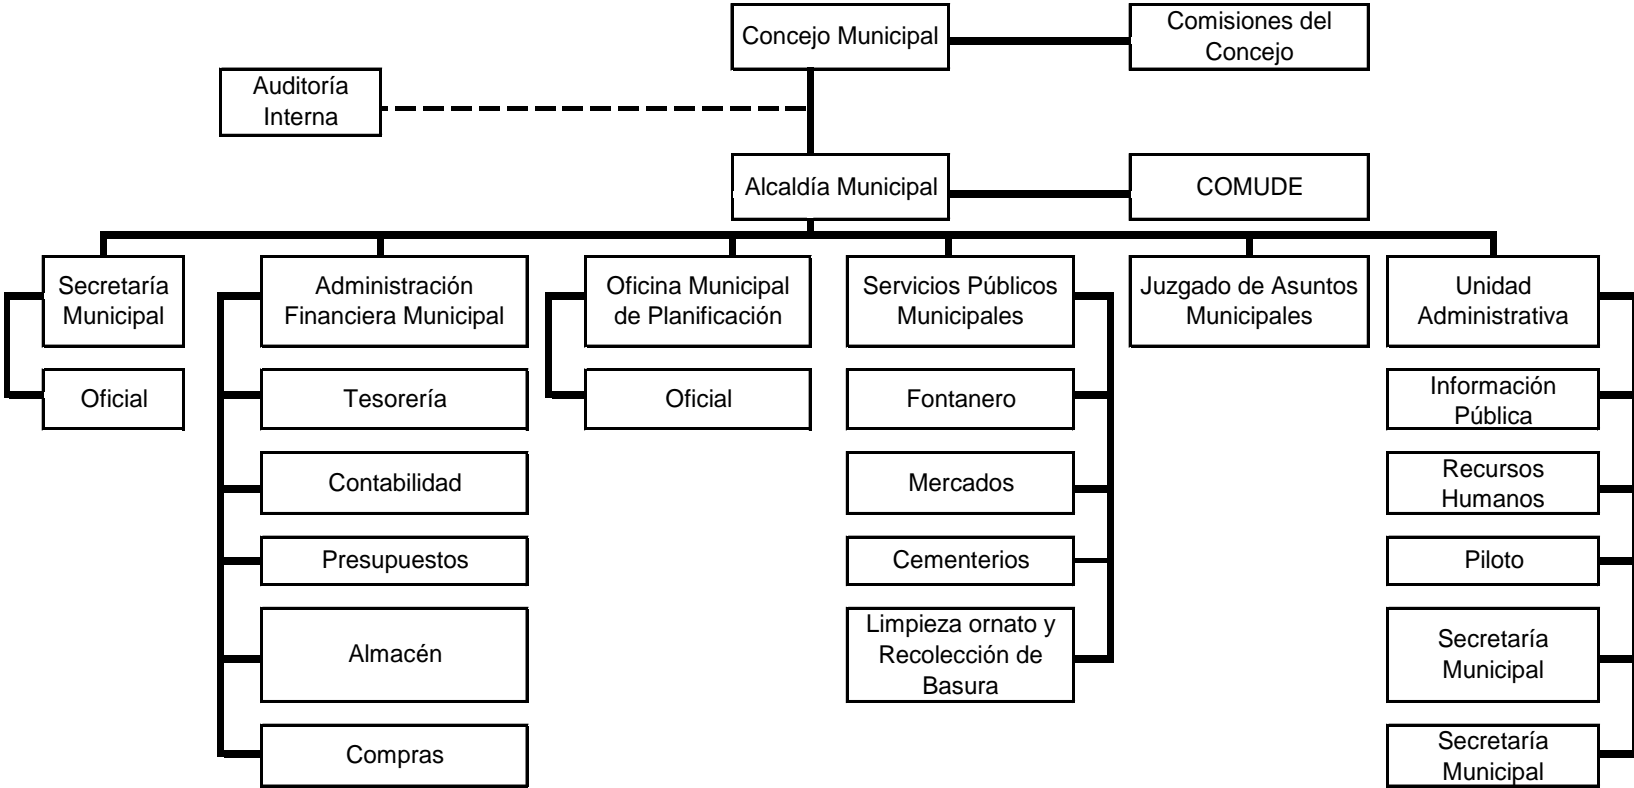 Concejo Municipal
Comisiones del
Concejo
Auditoría
Interna
Alcaldía Municipal
COMUDE
Secretaría
Municipal
Oficial
Administración
Financiera Municipal
Tesorería
Contabilidad
Presupuestos
Almacén
Compras
Oficina Municipal
de Planificación
Oficial
Servicios Públicos
Municipales
Fontanero
Mercados
Cementerios
Limpieza ornato y
Recolección de
Basura
Juzgado de Asuntos
Municipales
Unidad
Administrativa
Información
Pública
Recursos
Humanos
Piloto
Secretaría
Municipal
Secretaría
Municipal